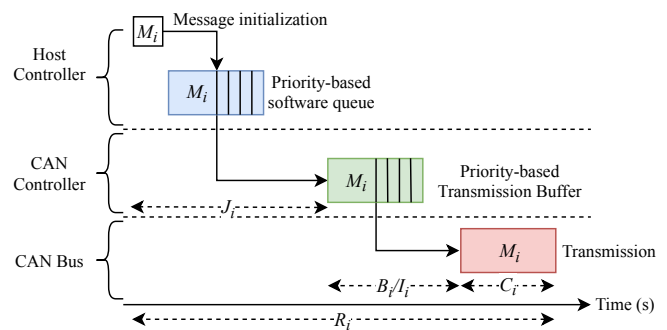 Message initialization
Host
Controller
M_i
M_i
Priority-based
software queue
CAN
Controller
M_i
Priority-based
Transmission Buffer
J_i
CAN Bus
M_i
Transmission
B_i/I_i
C_i
Time (s)
R_i